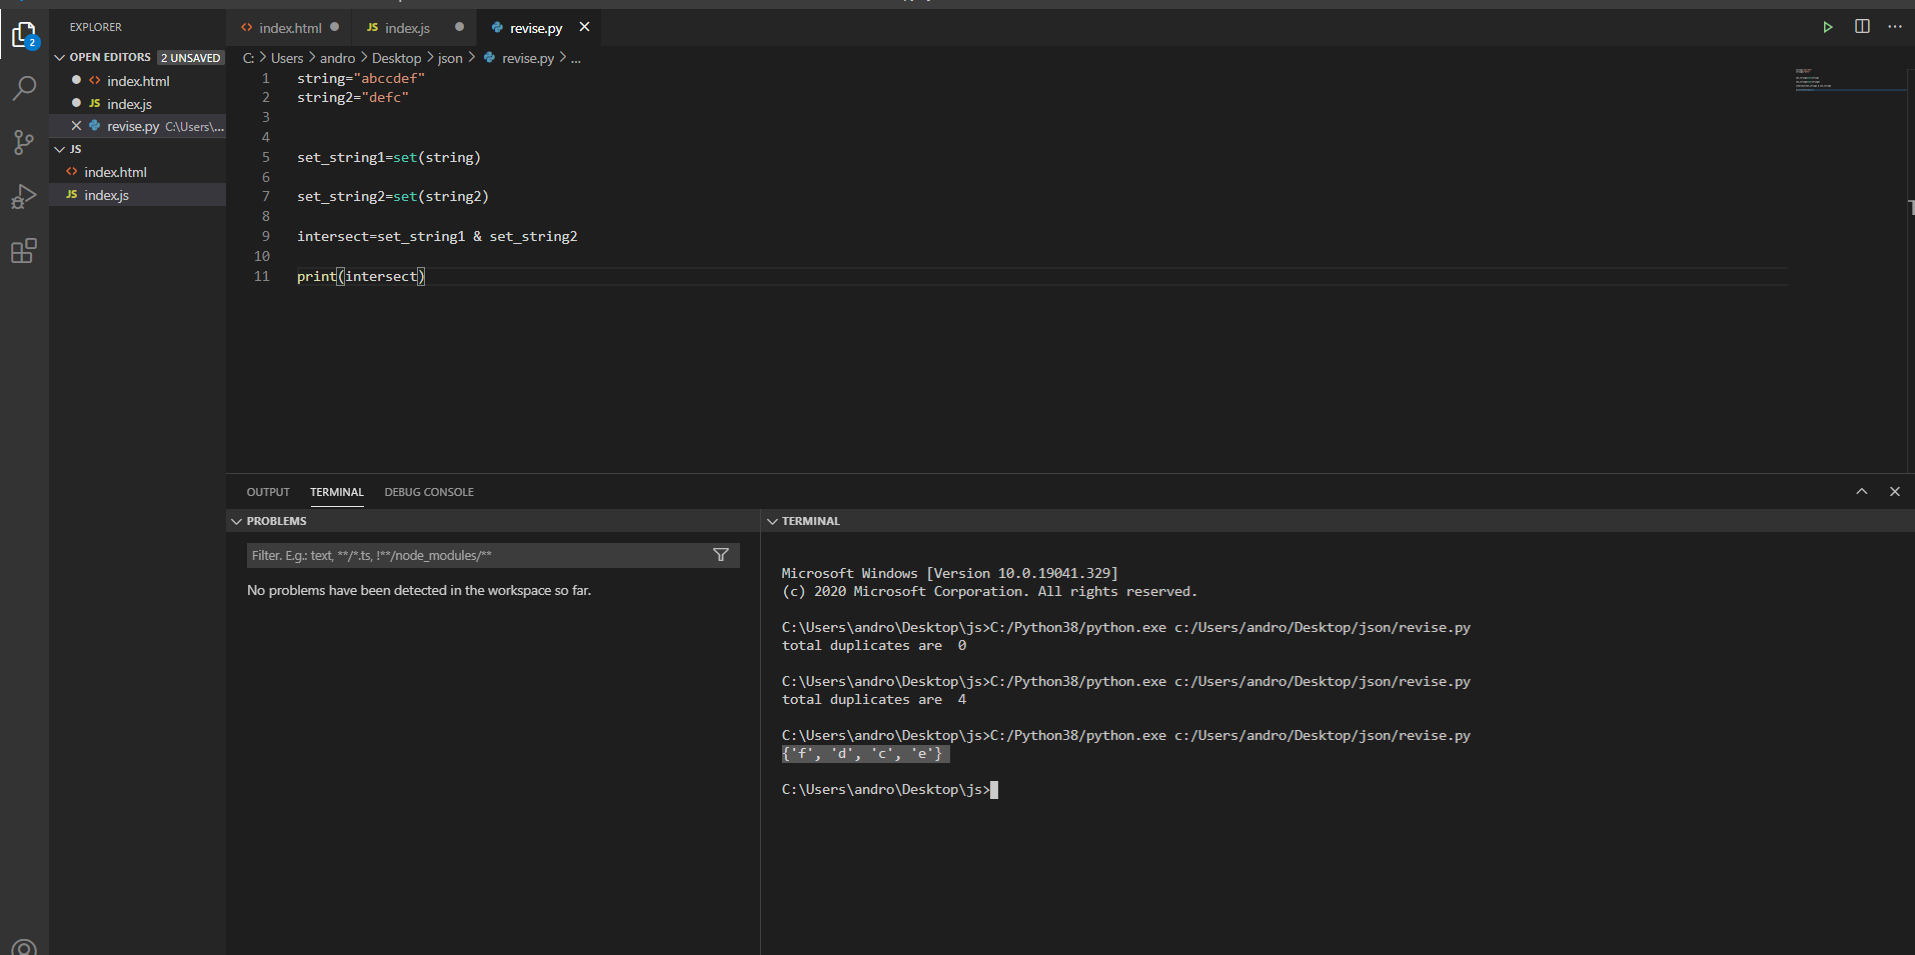 EXPLORER
OPEN EDITORS 2 UNSAVED
index.html
JS index.js
revise.py C:\Users\...
JS
index.html
JS index.js
2
index.html
JS index.js
revise.py
C: > Users > andro > Desktop > json > revise.py > ...
1 string="abccdef"
2 string2="defc"
3
4
5 set_string1=set(string)
6
7 set_string2=set(string2)
8
9 intersect=set_string1 & set_string2
10
11 print(intersect)
OUTPUT TERMINAL DEBUG CONSOLE
PROBLEMS
Filter. E.g.: text, **/*.ts, !**/node_modules/**
No problems have been detected in the workspace so far.
TERMINAL
Microsoft Windows [Version 10.0.19041.329]
(c) 2020 Microsoft Corporation. All rights reserved.
C:\Users\andro\Desktop\js>C:/Python38/python.exe c:/Users/andro/Desktop/json/revise.py
total duplicates are  0
C:\Users\andro\Desktop\js>C:/Python38/python.exe c:/Users/andro/Desktop/json/revise.py
total duplicates are  4
C:\Users\andro\Desktop\js>C:/Python38/python.exe c:/Users/andro/Desktop/json/revise.py
{'f', 'd', 'c', 'e'}
C:\Users\andro\Desktop\js>